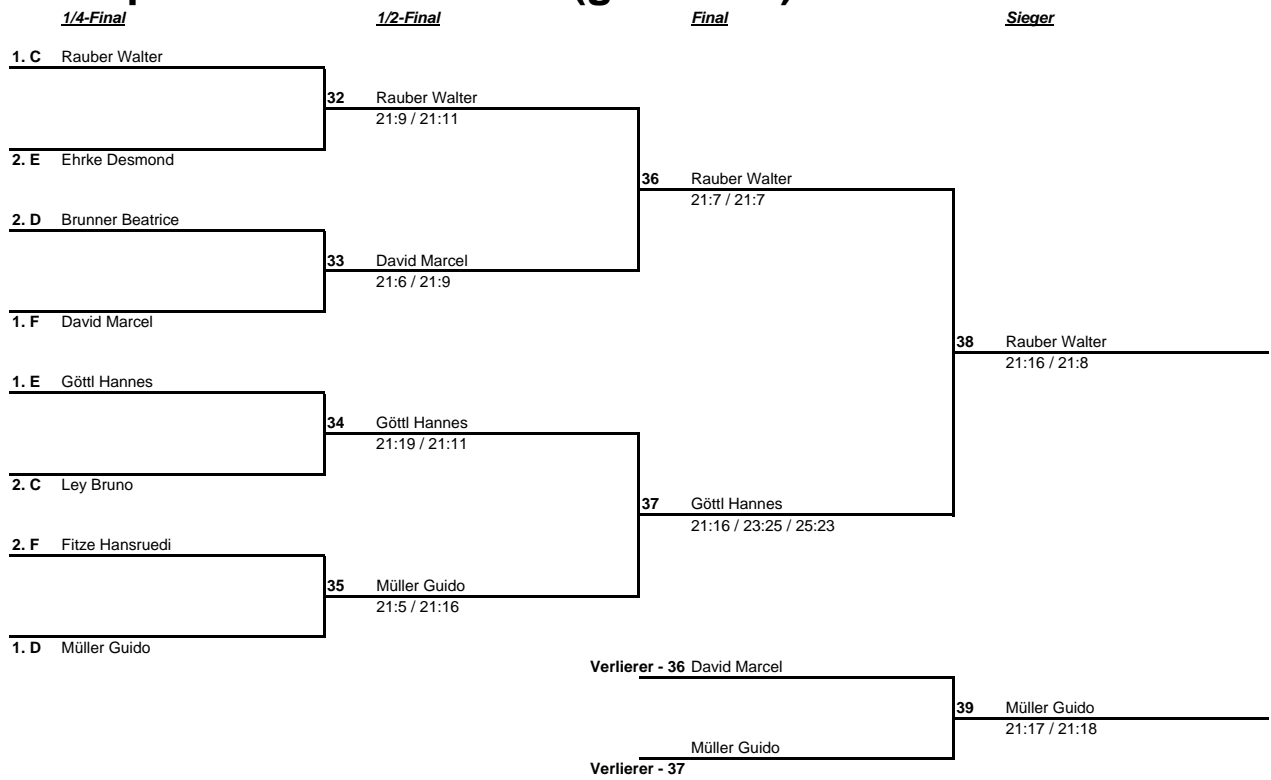 1/4-Final 1/2-Final Final Sieger
1. C Rauber Walter
32 Rauber Walter
21:9 / 21:11
2. E Ehrke Desmond
36 Rauber Walter
21:7 / 21:7
2. D Brunner Beatrice
33 David Marcel
21:6 / 21:9
1. F David Marcel
38 Rauber Walter
21:16 / 21:8
1. E Göttl Hannes
34 Göttl Hannes
21:19 / 21:11
2. C Ley Bruno
37 Göttl Hannes
21:16 / 23:25 / 25:23
2. F Fitze Hansruedi
35 Müller Guido
21:5 / 21:16
1. D Müller Guido
Verlierer - 36 David Marcel
39 Müller Guido
21:17 / 21:18
Müller Guido
Verlierer - 37